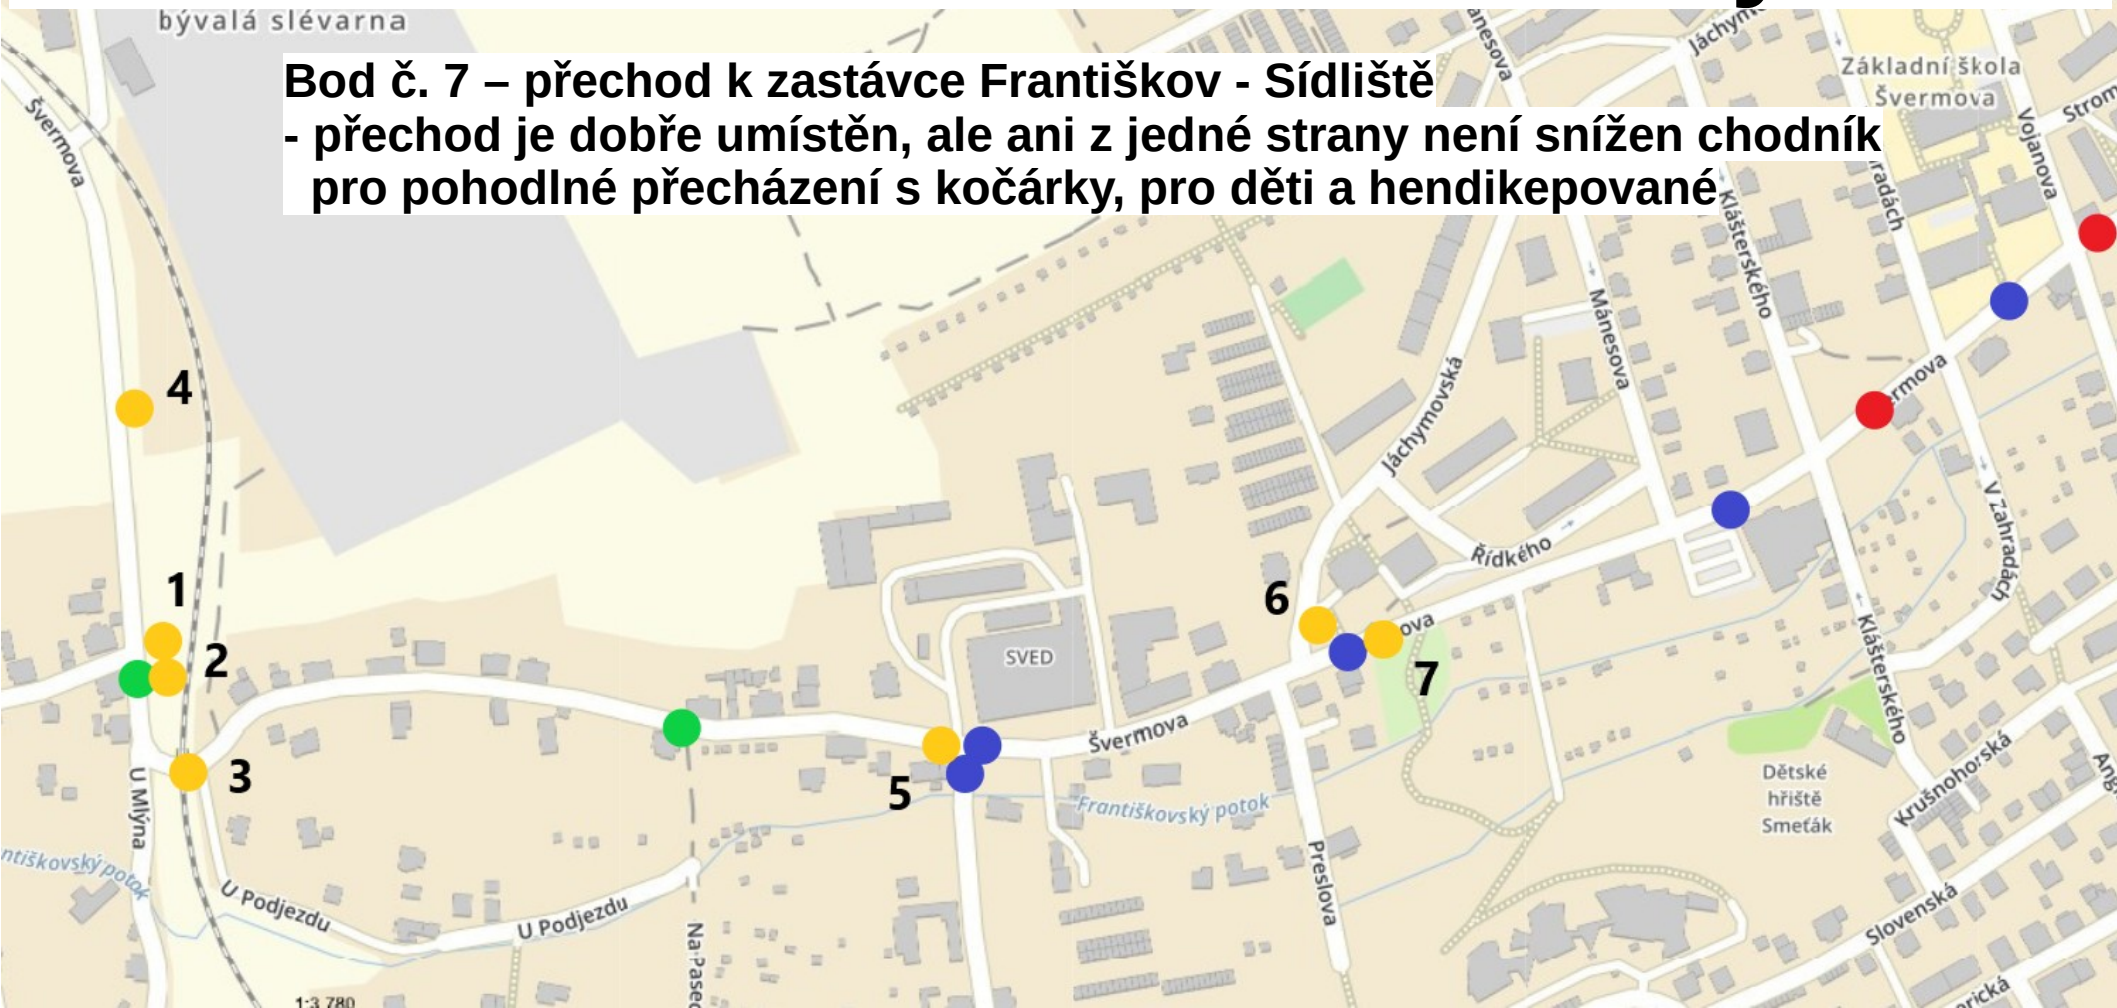 bývalá slévarna
Bod č. 7 – přechod k zastávce Františkov - Sídliště
- přechod je dobře umístěn, ale ani z jedné strany není snížen chodník
pro pohodlné přecházení s kočárky, pro děti a hendikepované
Základní škola
Švermova
Švermova
Vojanova
Klášterského
Mánesova
4
Jáchymovská
V Zahradách
Řídkého
1
6
2
SVED
7
Švermova
Klášterského
3
5
U Mlýna
Františkovský potok
Dětské
hřiště
Smeťák
Krušnohorská
Preslova
U Podjezdu
U Podjezdu
Slovenská
1:3 780